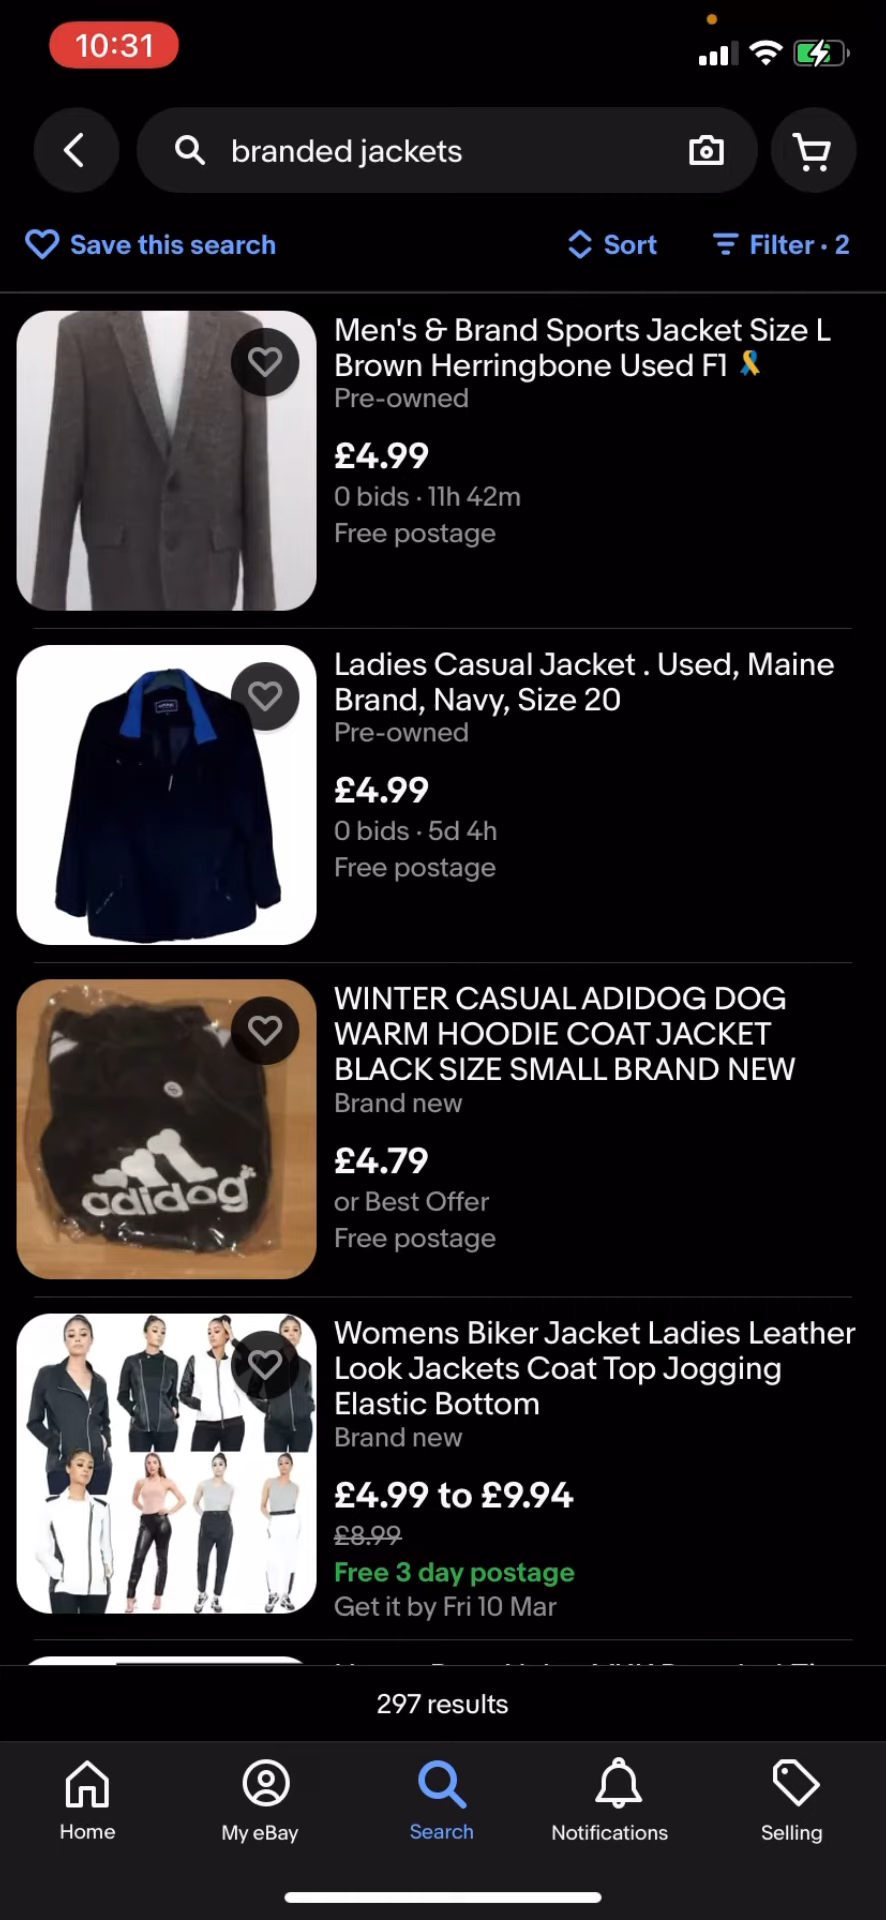 10:31
branded jackets
Save this search
Sort
Filter • 2
Men's & Brand Sports Jacket Size L
Brown Herringbone Used F1 🎗
Pre-owned
£4.99
0 bids · 11h 42m
Free postage
Ladies Casual Jacket . Used, Maine
Brand, Navy, Size 20
Pre-owned
£4.99
0 bids · 5d 4h
Free postage
adidog
WINTER CASUAL ADIDOG DOG
WARM HOODIE COAT JACKET
BLACK SIZE SMALL BRAND NEW
Brand new
£4.79
or Best Offer
Free postage
Womens Biker Jacket Ladies Leather
Look Jackets Coat Top Jogging
Elastic Bottom
Brand new
£4.99 to £9.94
£8.99
Free 3 day postage
Get it by Fri 10 Mar
297 results
Home
My eBay
Search
Notifications
Selling